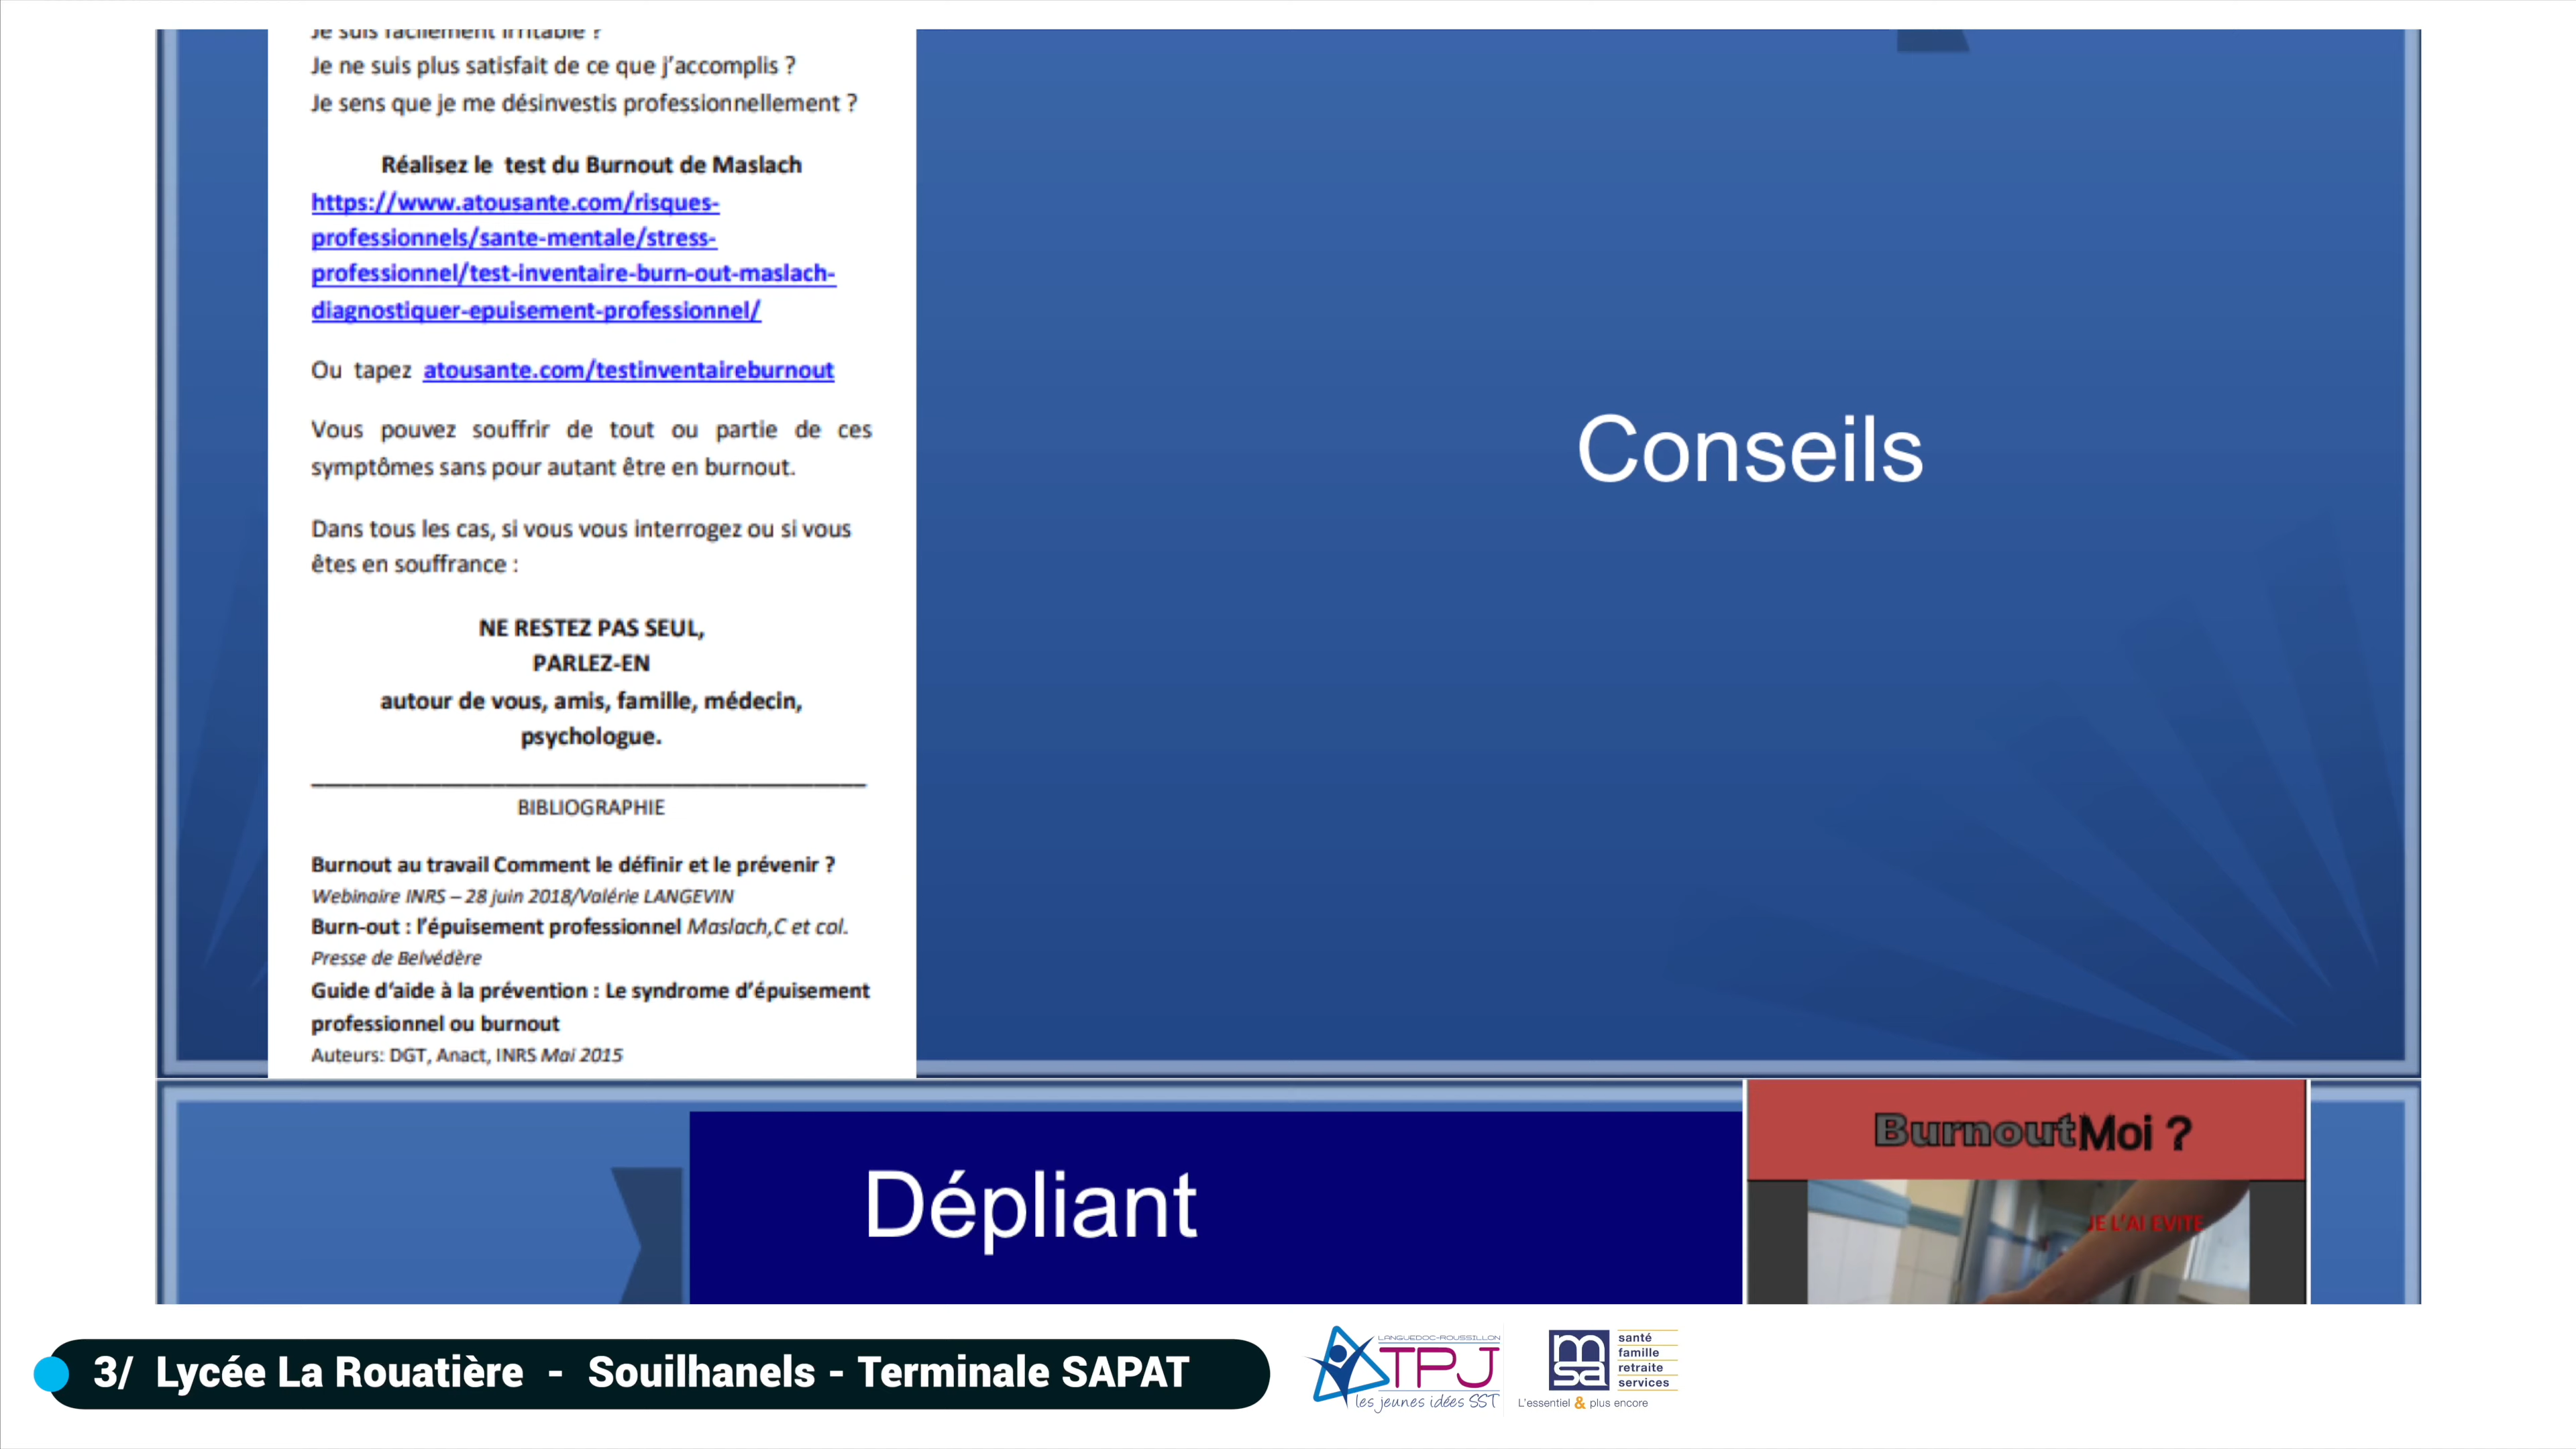 Je suis facilement irritable ?
Je ne suis plus satisfait de ce que j’accomplis ?
Je sens que je me désinvestis professionnellement ?
Réalisez le test du Burnout de Maslach
https://www.atousante.com/risques-
professionnels/sante-mentale/stress-
professionnel/test-inventaire-burn-out-maslach-
diagnostiquer-epuisement-professionnel/
Ou tapez atousante.com/testinventaireburnout
Vous pouvez souffrir de tout ou partie de ces
symptômes sans pour autant être en burnout.
Dans tous les cas, si vous vous interrogez ou si vous
êtes en souffrance :
NE RESTEZ PAS SEUL,
PARLEZ-EN
autour de vous, amis, famille, médecin,
psychologue.
BIBLIOGRAPHIE
Burnout au travail Comment le définir et le prévenir ?
Webinaire INRS – 28 juin 2018/Valérie LANGEVIN
Burn-out : l’épuisement professionnel Maslach,C et col.
Presse de Belvédère
Guide d’aide à la prévention : Le syndrome d’épuisement
professionnel ou burnout
Auteurs: DGT, Anact, INRS Mai 2015
Conseils
Dépliant
BurnoutMoi ?
JE L’AI EVITE
3/ Lycée La Rouatière - Souilhanels - Terminale SAPAT
LANGUEDOC-ROUSSILLON
TPJ
les jeunes idées SST
msa
santé
famille
retraite
services
L’essentiel & plus encore